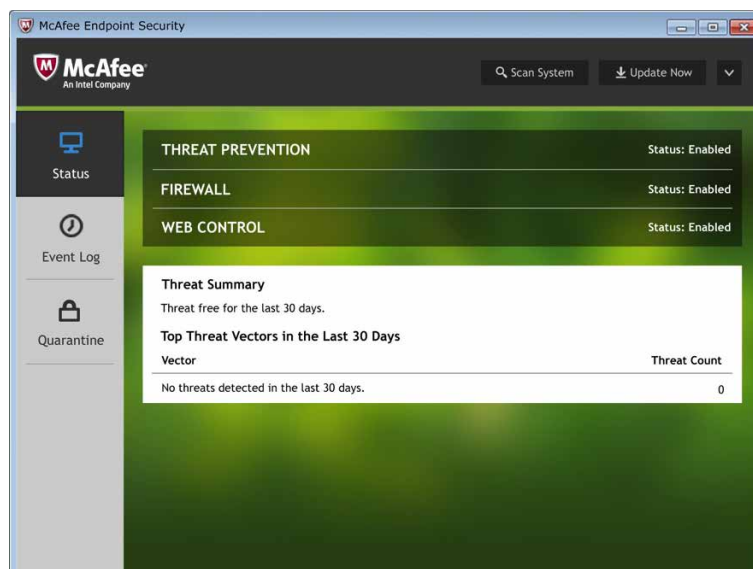 McAfee Endpoint Security
McAfee
An Intel Company
Scan System
Update Now
Status
Event Log
Quarantine
THREAT PREVENTION Status: Enabled
FIREWALL Status: Enabled
WEB CONTROL Status: Enabled
Threat Summary
Threat free for the last 30 days.
Top Threat Vectors in the Last 30 Days
Vector Threat Count
No threats detected in the last 30 days. 0